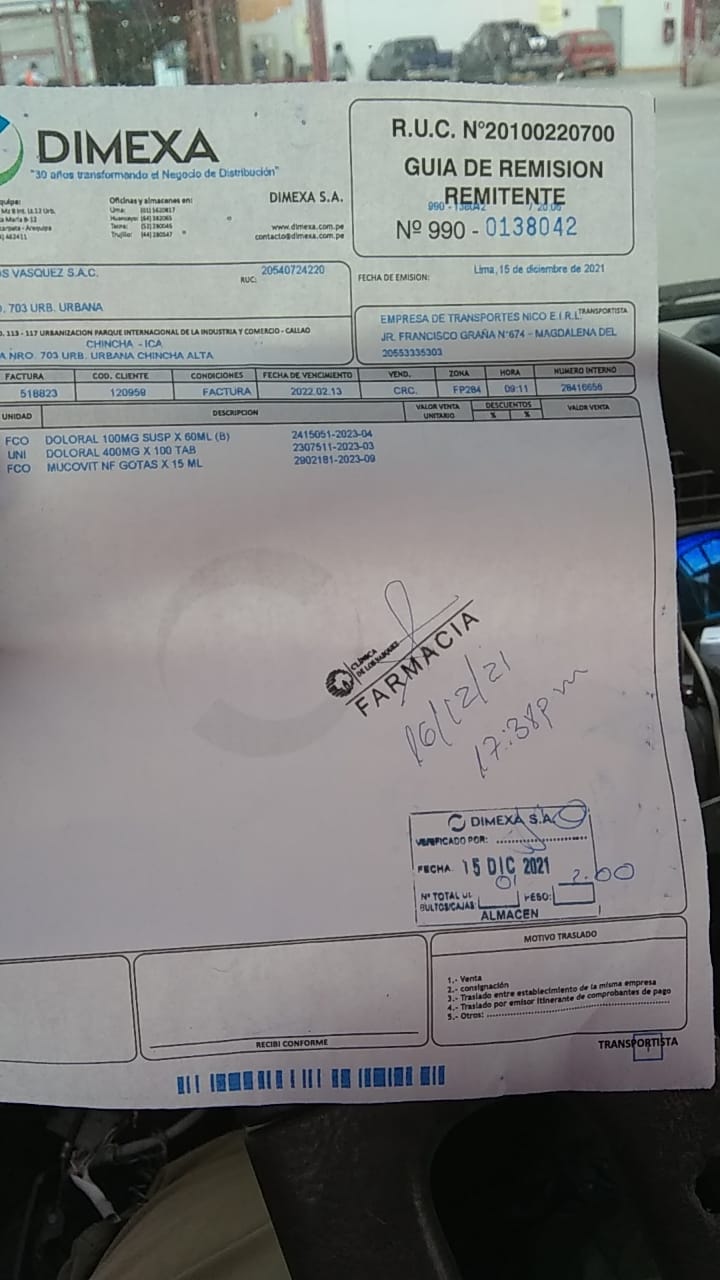 DIMEXA
"30 años transformando el Negocio de Distribución"
Oficinas y almacenes en:
DIMEXA S.A.
www.dimexa.com.pe
contacto@dimexa.com.pe
R.U.C. N°20100220700
GUIA DE REMISION
REMITENTE
Nº 990 - 0138042
S VASQUEZ S.A.C.
RUC: 20540724220
FECHA DE EMISION: Lima, 15 de diciembre de 2021
. 703 URB. URBANA
. 113 - 117 URBANIZACION PARQUE INTERNACIONAL DE LA INDUSTRIA Y COMERCIO - CALLAO
CHINCHA - ICA
A NRO. 703 URB. URBANA CHINCHA ALTA
TRANSPORTISTA
EMPRESA DE TRANSPORTES NICO E.I.R.L.
JR. FRANCISCO GRAÑA N°674 - MAGDALENA DEL
20553335303
FACTURA COD. CLIENTE CONDICIONES FECHA DE VENCIMIENTO VEND. ZONA HORA NUMERO INTERNO
518823 120959 FACTURA 2022.02.13 CRC. FP284 09:11 28416656
UNIDAD DESCRIPCION VALOR VENTA UNITARIO DESCUENTOS % % VALOR VENTA
FCO DOLORAL 100MG SUSP X 60ML (B) 2415051-2023-04
UNI DOLORAL 400MG X 100 TAB 2307511-2023-03
FCO MUCOVIT NF GOTAS X 15 ML 2902181-2023-09
CLÍNICA
FARMACIA
16/12/21
17:38pm
DIMEXA S.A.
VERIFICADO POR:
FECHA 15 DIC 2021
Nº TOTAL
BULTOS/CAJAS: 01 PESO: 2.00
ALMACEN
RECIBI CONFORME
MOTIVO TRASLADO
1.- Venta
2.- consignación
3.- Traslado entre establecimiento de la misma empresa
4.- Traslado por emisor itinerante de comprobantes de pago
5.- Otros:
TRANSPORTISTA